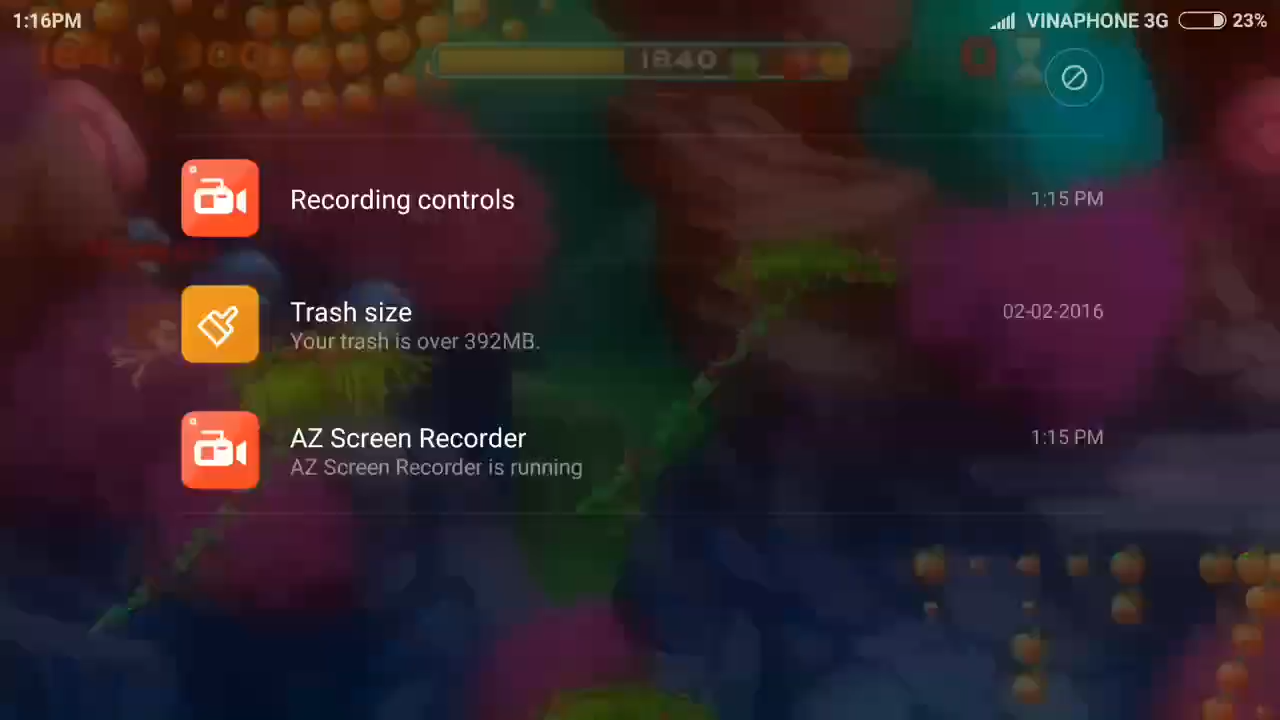 1:16PM
VINAPHONE 3G 23%
1840
0
Recording controls
1:15 PM
Trash size
02-02-2016
Your trash is over 392MB.
AZ Screen Recorder
1:15 PM
AZ Screen Recorder is running